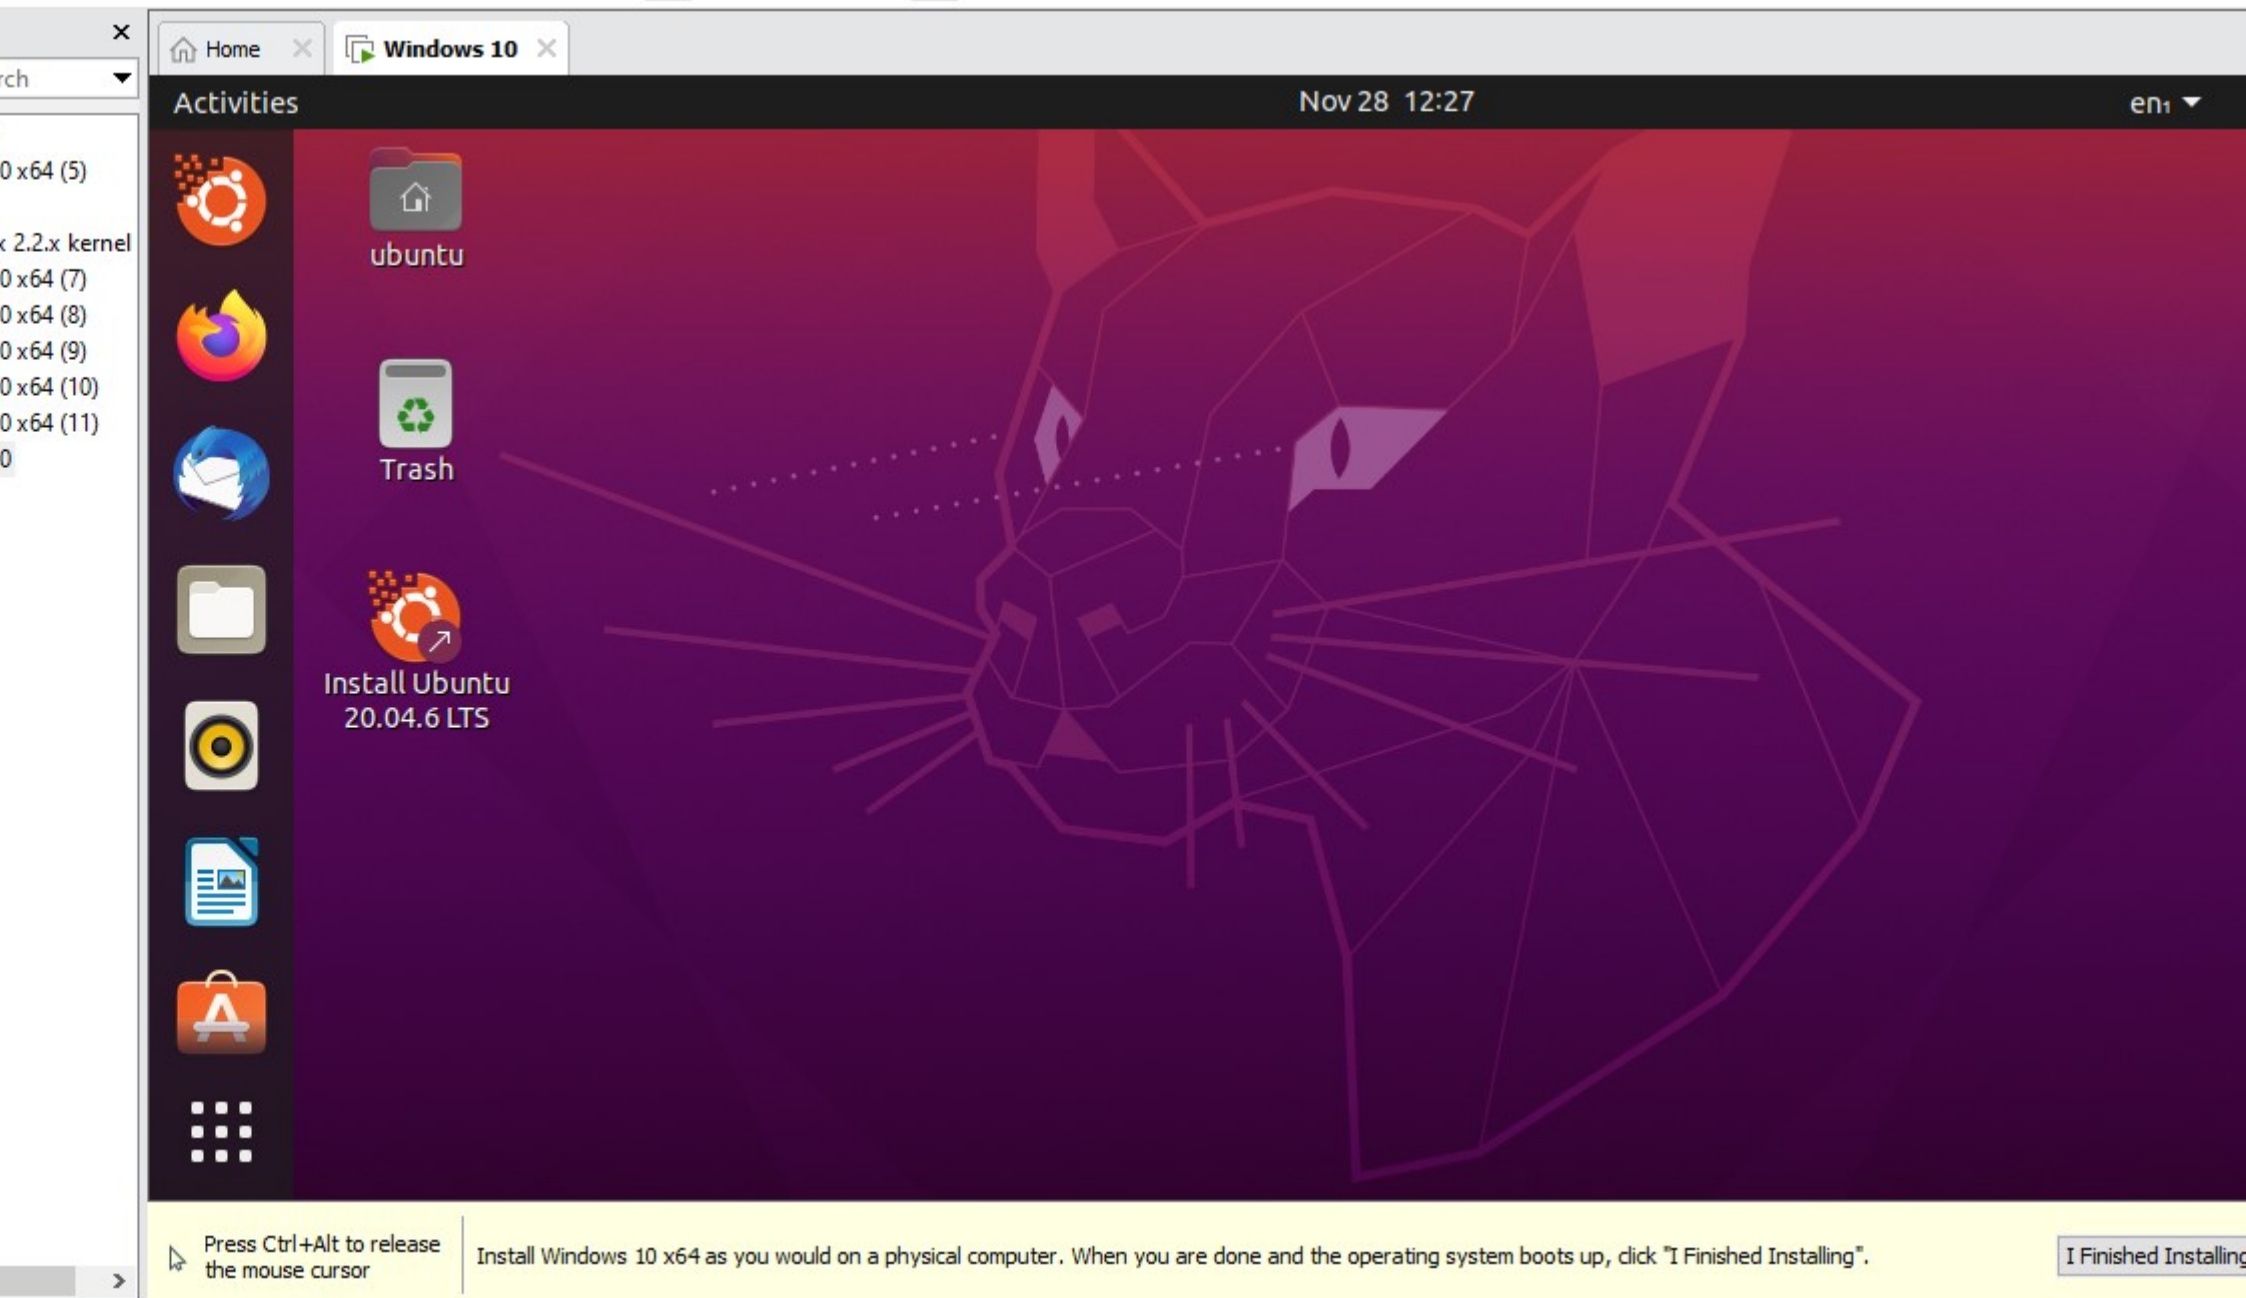 Home
Windows 10
rch
Activities
Nov 28 12:27
en₁
0 x64 (5)
x 2.2.x kernel
0 x64 (7)
0 x64 (8)
0 x64 (9)
0 x64 (10)
0 x64 (11)
0
ubuntu
Trash
Install Ubuntu
20.04.6 LTS
Press Ctrl+Alt to release
the mouse cursor
Install Windows 10 x64 as you would on a physical computer. When you are done and the operating system boots up, click "I Finished Installing".
I Finished Installing